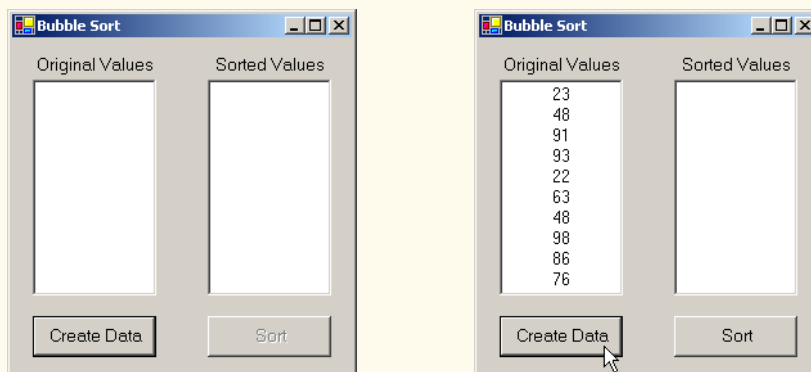 Bubble Sort
Original Values Sorted Values
Create Data Sort
Bubble Sort
Original Values Sorted Values
23
48
91
93
22
63
48
98
86
76
Create Data Sort